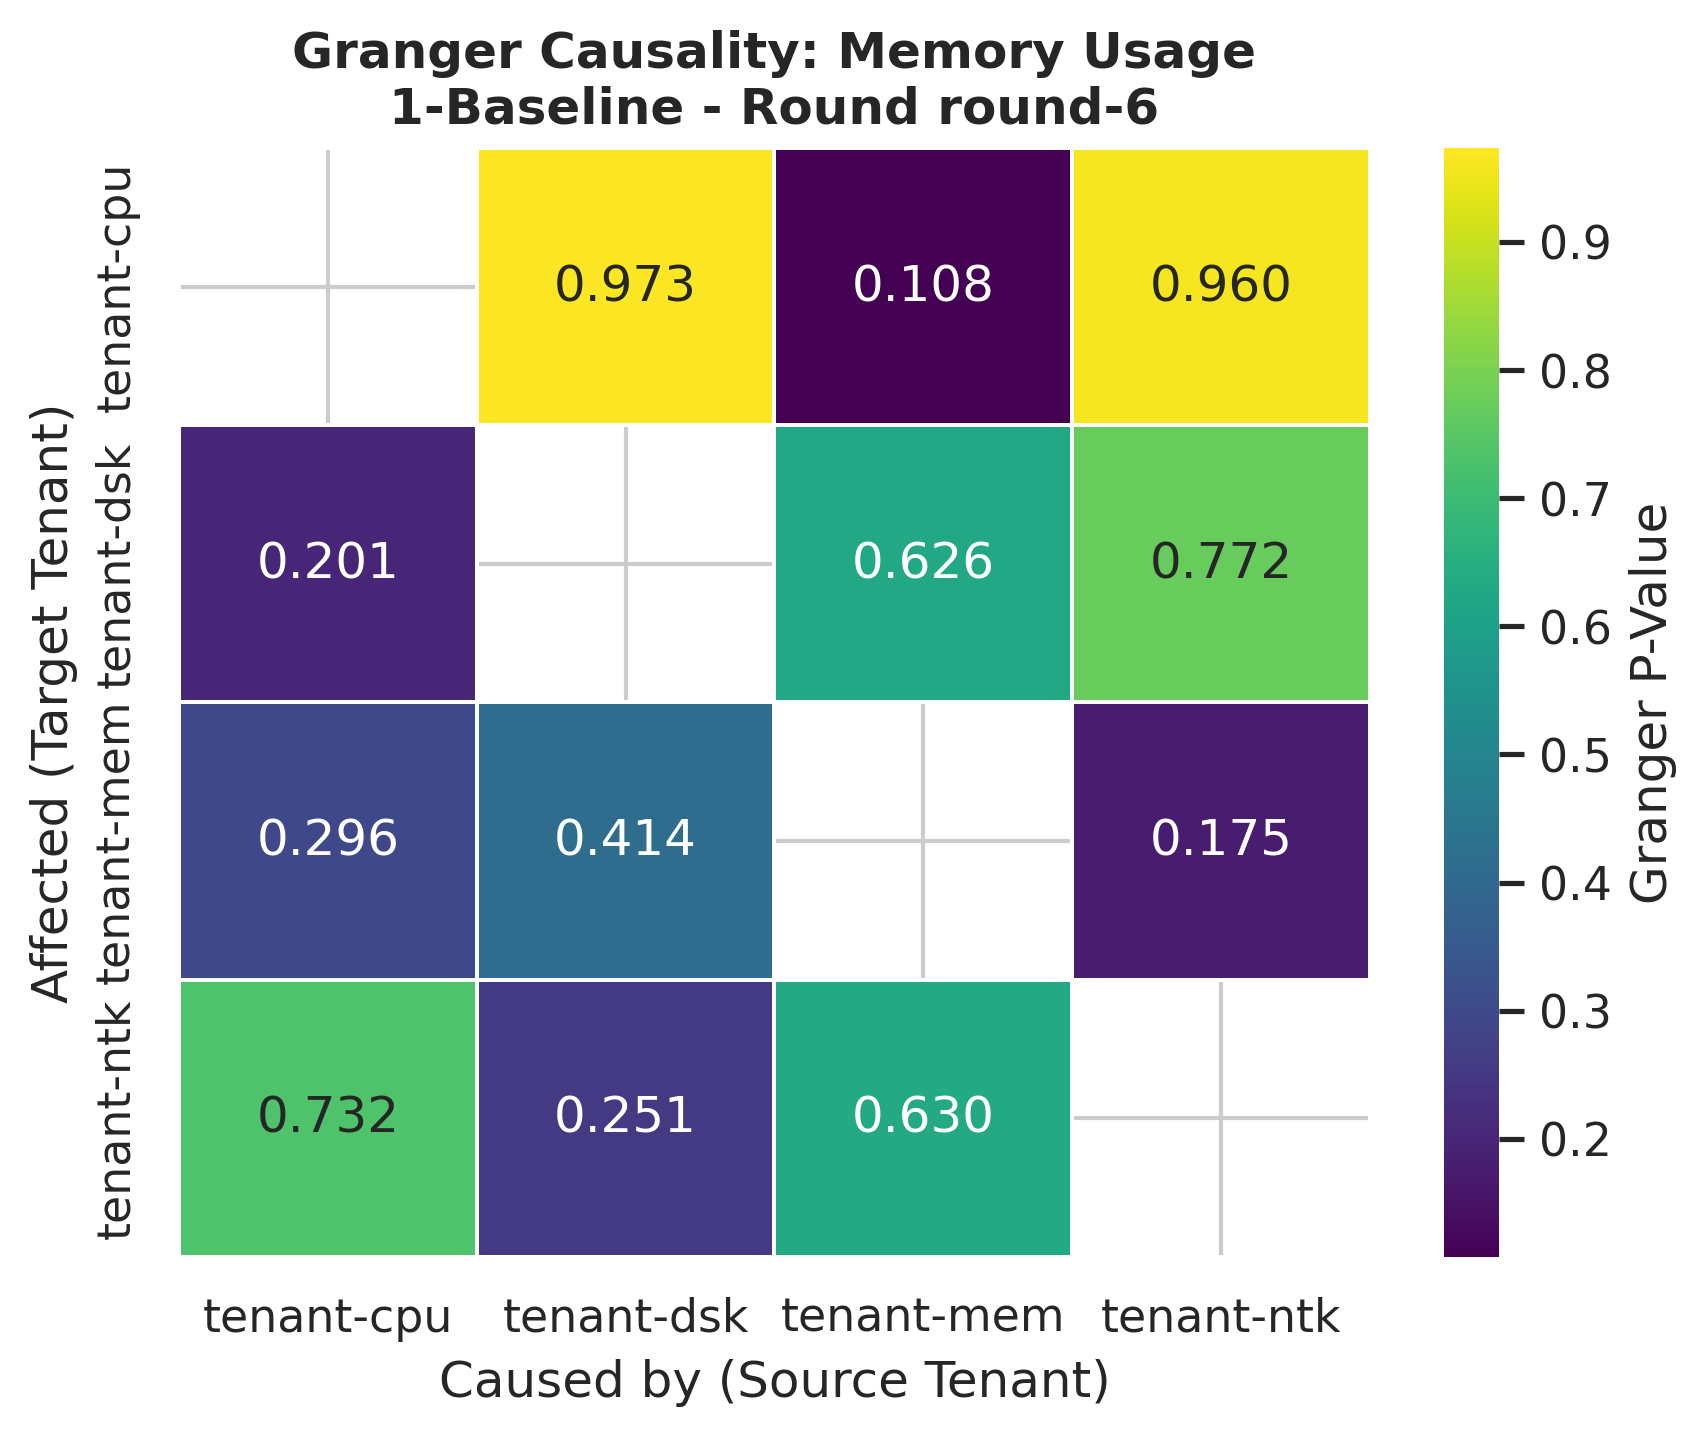 Granger Causality: Memory Usage
1-Baseline - Round round-6
Affected (Target Tenant)
tenant-cpu
0.973
0.108
0.960
tenant-dsk
0.201
0.626
0.772
tenant-mem
0.296
0.414
0.175
tenant-ntk
0.732
0.251
0.630
tenant-cpu
tenant-dsk
tenant-mem
tenant-ntk
Caused by (Source Tenant)
0.9
0.8
0.7
0.6
0.5
0.4
0.3
0.2
Granger P-Value